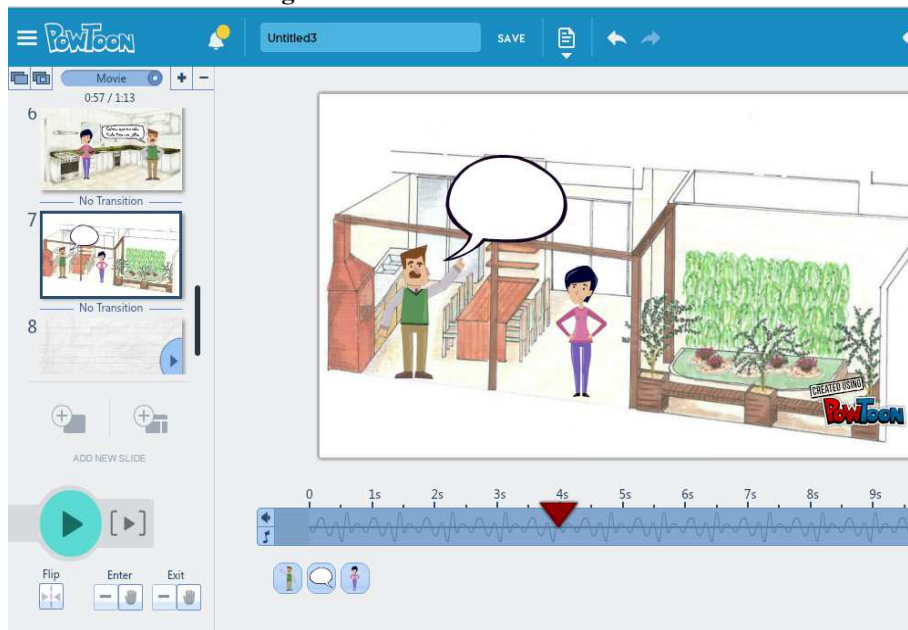 POWTOON
Untitled3
SAVE
Movie
+
-
0:57 / 1:13
6
No Transition
7
No Transition
8
ADD NEW SLIDE
CREATED USING
POWTOON
0 1s 2s 3s 4s 5s 6s 7s 8s 9s
Flip Enter Exit